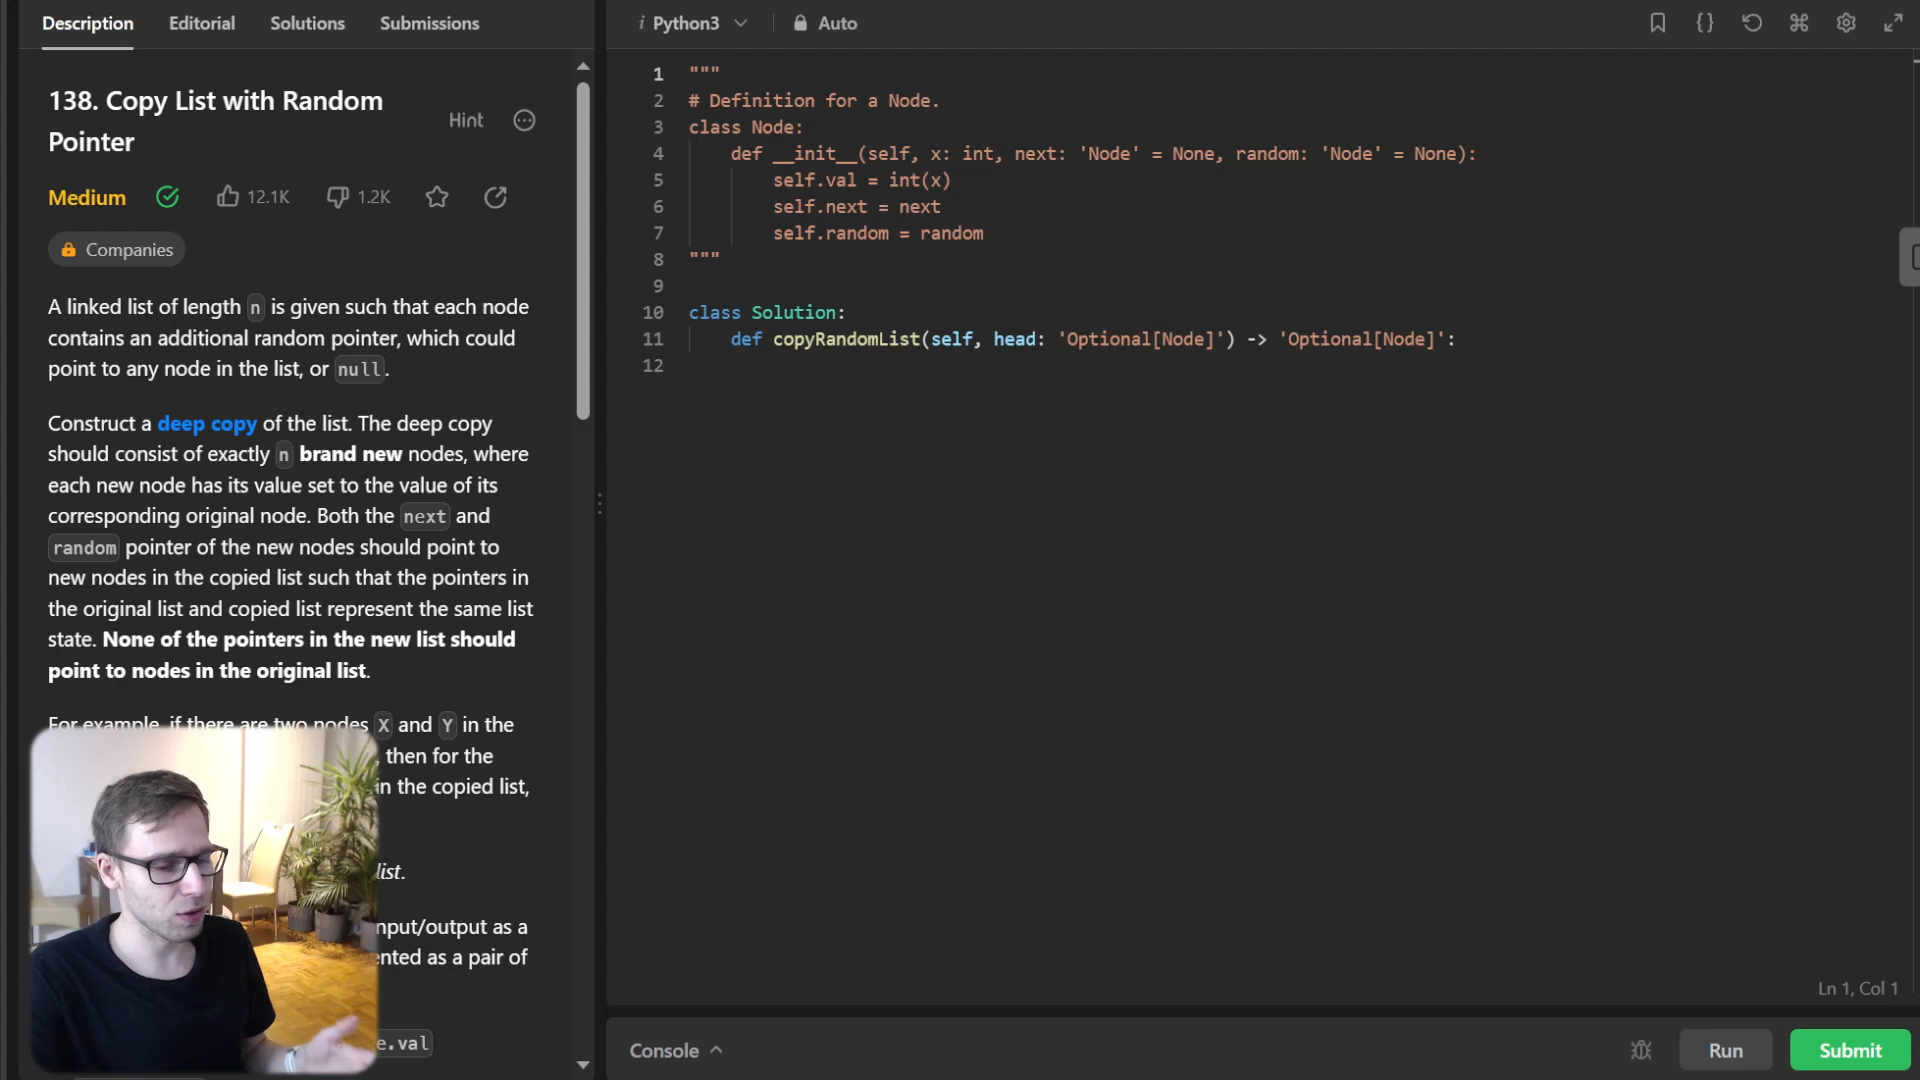 Description Editorial Solutions Submissions
138. Copy List with Random
Pointer
Hint
Medium 12.1K 1.2K
Companies
A linked list of length n is given such that each node
contains an additional random pointer, which could
point to any node in the list, or null.
Construct a deep copy of the list. The deep copy
should consist of exactly n brand new nodes, where
each new node has its value set to the value of its
corresponding original node. Both the next and
random pointer of the new nodes should point to
new nodes in the copied list such that the pointers in
the original list and copied list represent the same list
state. None of the pointers in the new list should
point to nodes in the original list.
For example, if there are two nodes X and Y in the
, then for the
in the copied list,
list.
nput/output as a
ented as a pair of
e.val
i Python3 Auto
1 """
2 # Definition for a Node.
3 class Node:
4 def __init__(self, x: int, next: 'Node' = None, random: 'Node' = None):
5 self.val = int(x)
6 self.next = next
7 self.random = random
8 """
9
10 class Solution:
11 def copyRandomList(self, head: 'Optional[Node]') -> 'Optional[Node]':
12
Ln 1, Col 1
Console Run Submit